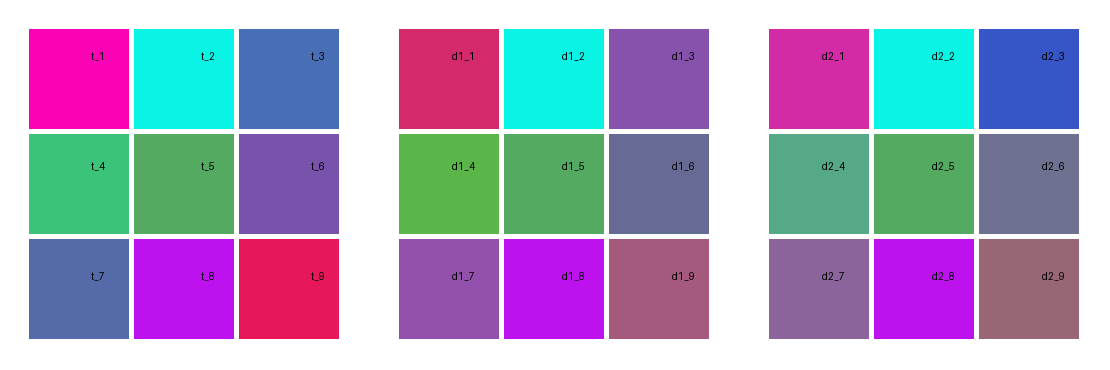 t_1 t_2 t_3 d1_1 d1_2 d1_3 d2_1 d2_2 d2_3
t_4 t_5 t_6 d1_4 d1_5 d1_6 d2_4 d2_5 d2_6
t_7 t_8 t_9 d1_7 d1_8 d1_9 d2_7 d2_8 d2_9